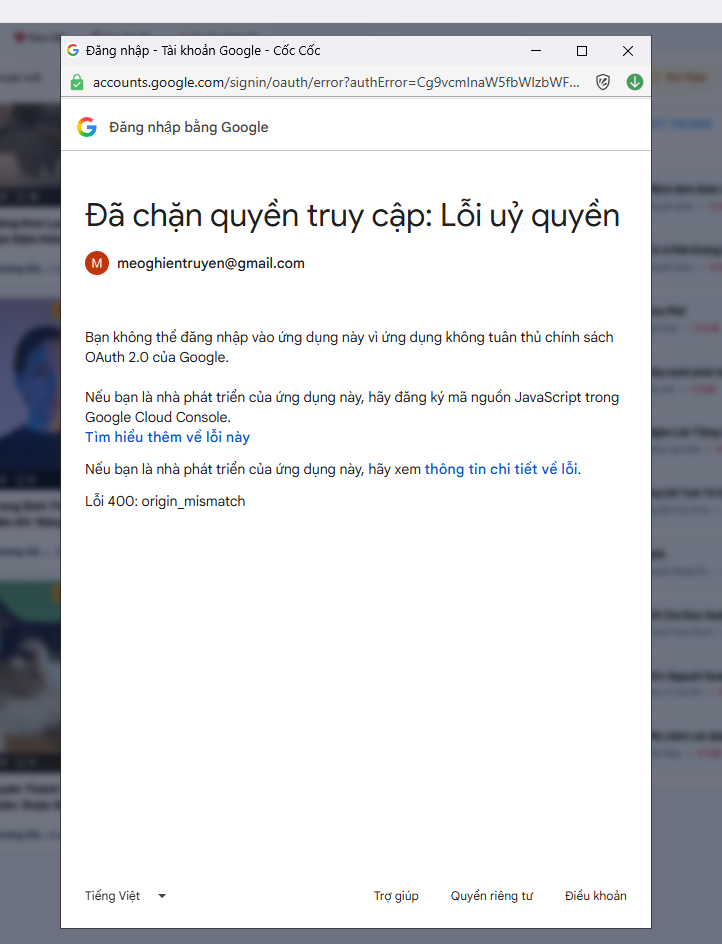 Đăng nhập - Tài khoản Google - Cốc Cốc
accounts.google.com/signin/oauth/error?authError=Cg9vcmlnaW5fbWlzbWF...
Đăng nhập bằng Google
Đã chặn quyền truy cập: Lỗi uỷ quyền
M meoghientruyen@gmail.com
Bạn không thể đăng nhập vào ứng dụng này vì ứng dụng không tuân thủ chính sách
OAuth 2.0 của Google.
Nếu bạn là nhà phát triển của ứng dụng này, hãy đăng ký mã nguồn JavaScript trong
Google Cloud Console.
Tìm hiểu thêm về lỗi này
Nếu bạn là nhà phát triển của ứng dụng này, hãy xem thông tin chi tiết về lỗi.
Lỗi 400: origin_mismatch
Tiếng Việt Trợ giúp Quyền riêng tư Điều khoản